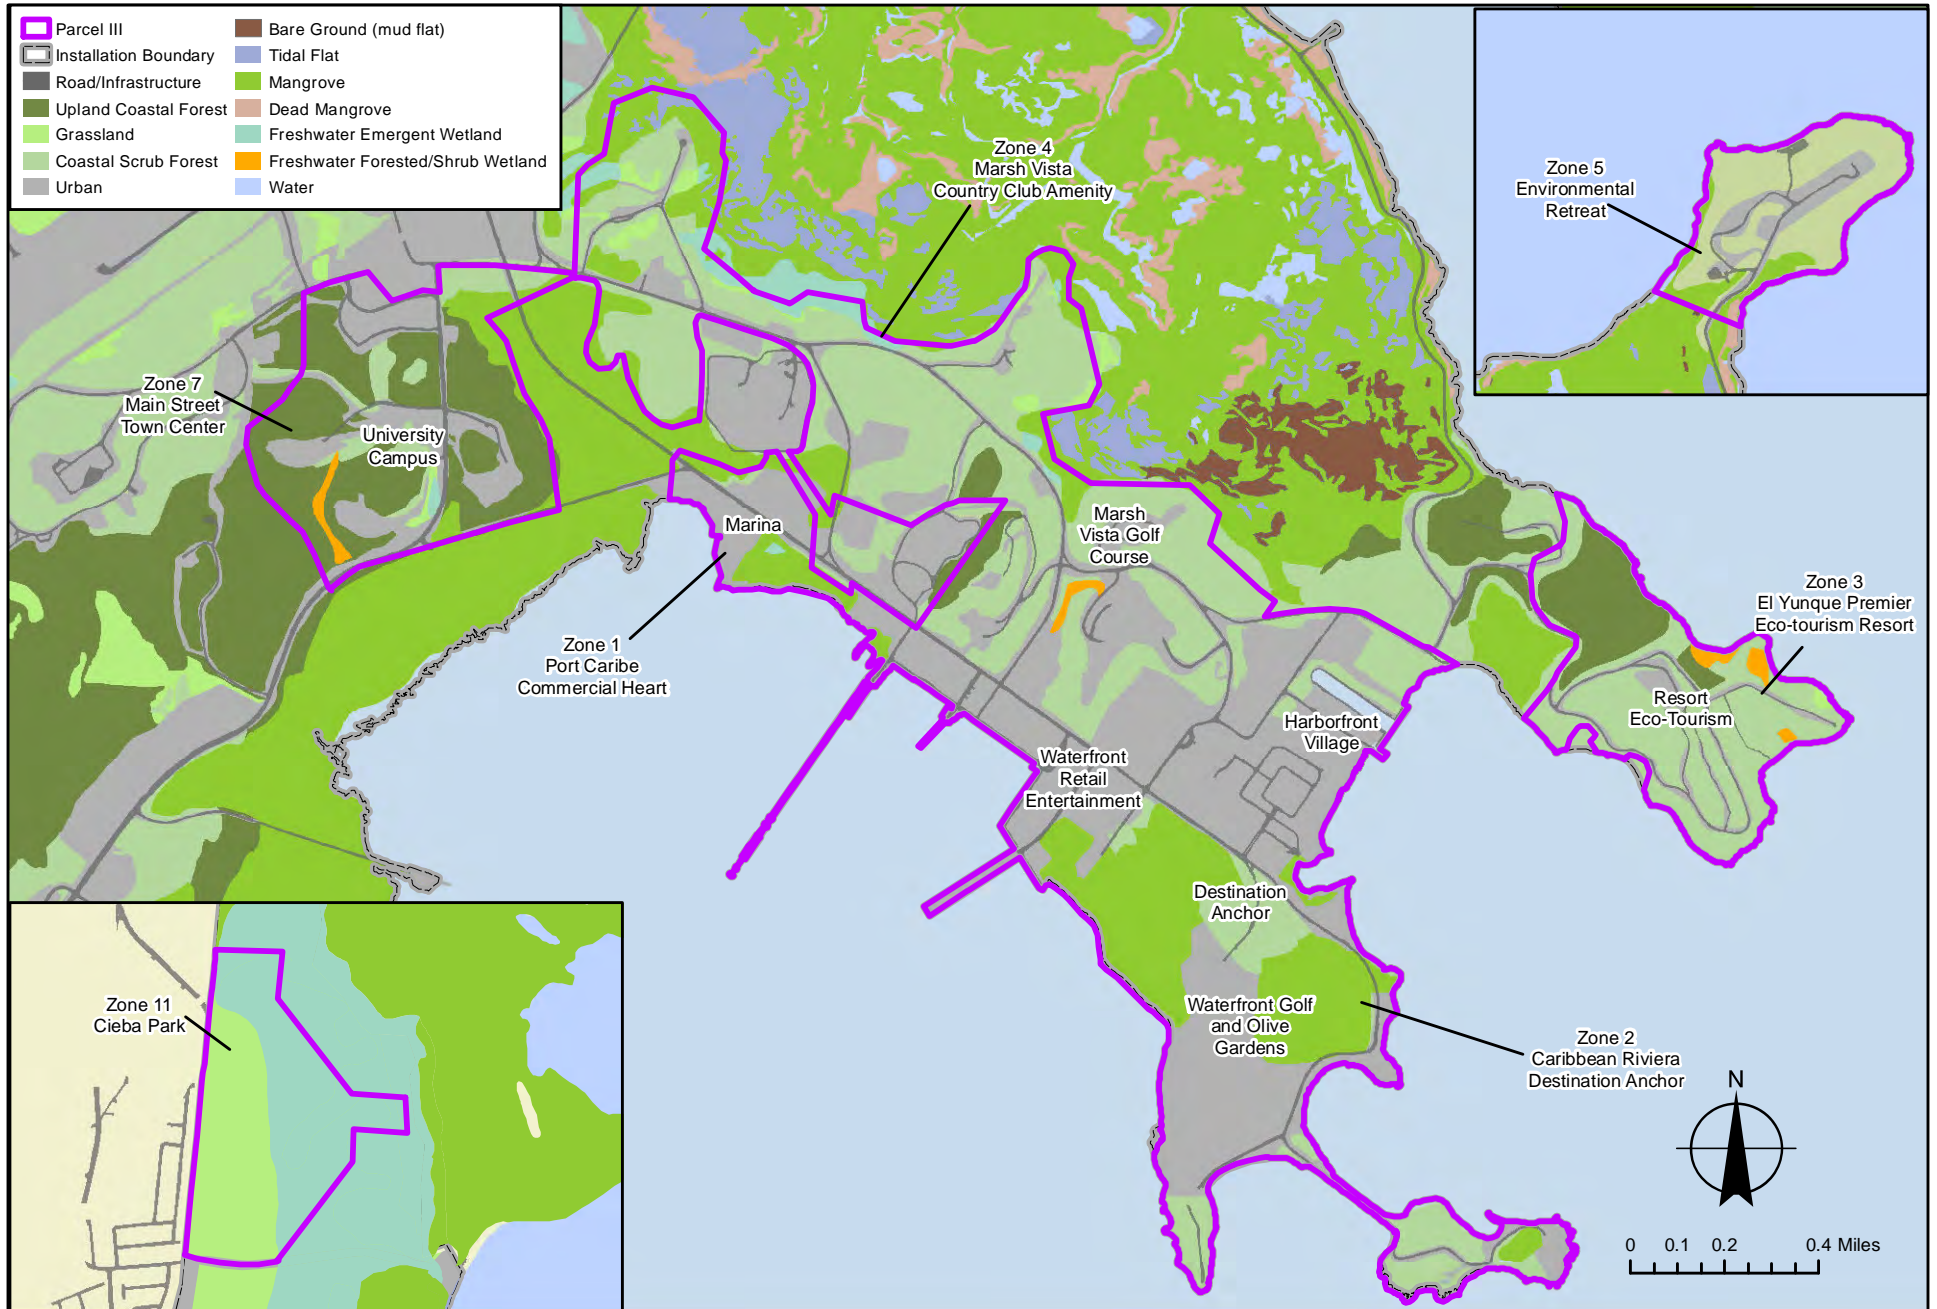 Parcel III
Installation Boundary
Road/Infrastructure
Upland Coastal Forest
Grassland
Coastal Scrub Forest
Urban
Bare Ground (mud flat)
Tidal Flat
Mangrove
Dead Mangrove
Freshwater Emergent Wetland
Freshwater Forested/Shrub Wetland
Water
Zone 4
Marsh Vista
Country Club Amenity
Zone 5
Environmental
Retreat
Zone 7
Main Street
Town Center
University
Campus
Marina
Marsh
Vista Golf
Course
Zone 1
Port Caribe
Commercial Heart
Zone 3
El Yunque Premier
Eco-tourism Resort
Resort
Eco-Tourism
Harborfront
Village
Waterfront
Retail
Entertainment
Destination
Anchor
Waterfront Golf
and Olive
Gardens
Zone 11
Cieba Park
Zone 2
Caribbean Riviera
Destination Anchor
N
0 0.1 0.2 0.4 Miles